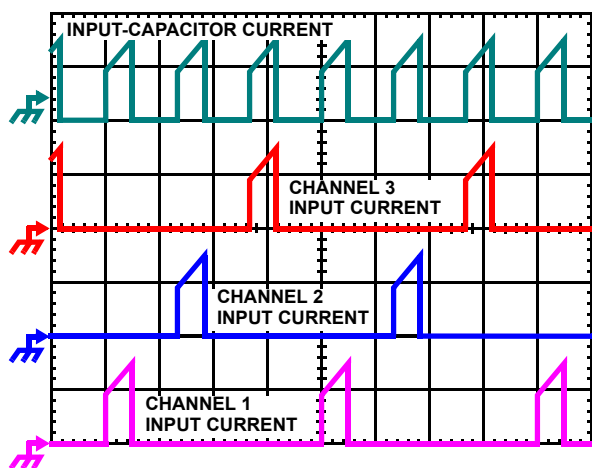 INPUT-CAPACITOR CURRENT
CHANNEL 3
INPUT CURRENT
CHANNEL 2
INPUT CURRENT
CHANNEL 1
INPUT CURRENT